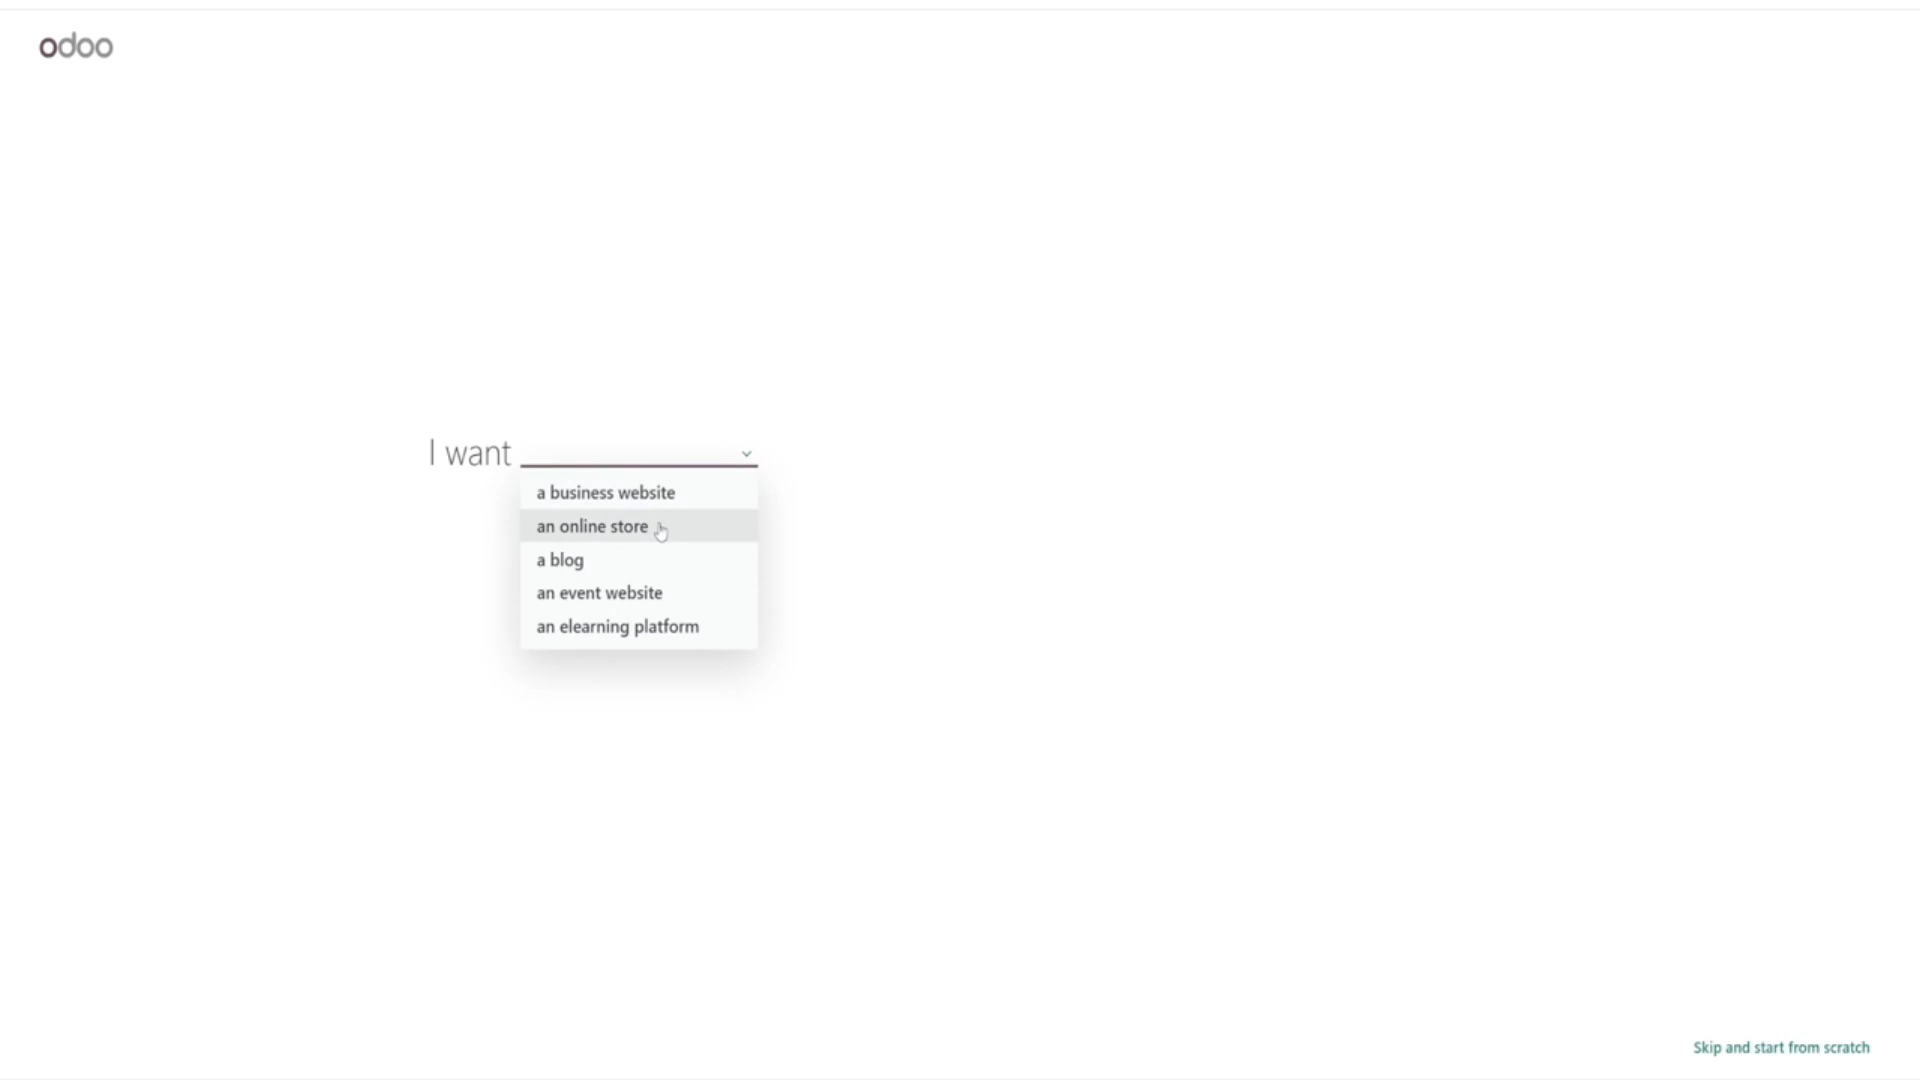 odoo
I want
a business website
an online store
a blog
an event website
an elearning platform
Skip and start from scratch